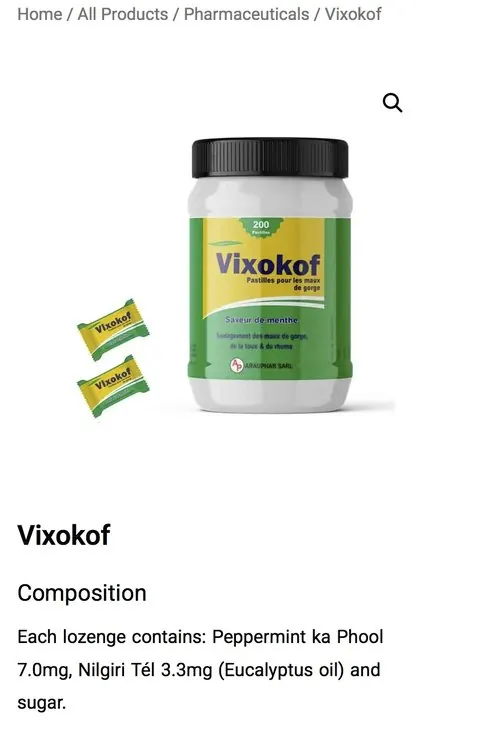 Home / All Products / Pharmaceuticals / Vixokof
200
Pastilles
Vixokof
Pastilles pour les maux
de gorge
Saveur de menthe
Soulagement des maux de gorge,
de la toux & du rhume
AP ARAUPHAR SARL
Vixokof
Vixokof
Vixokof
Composition
Each lozenge contains: Peppermint ka Phool
7.0mg, Nilgiri Tél 3.3mg (Eucalyptus oil) and
sugar.